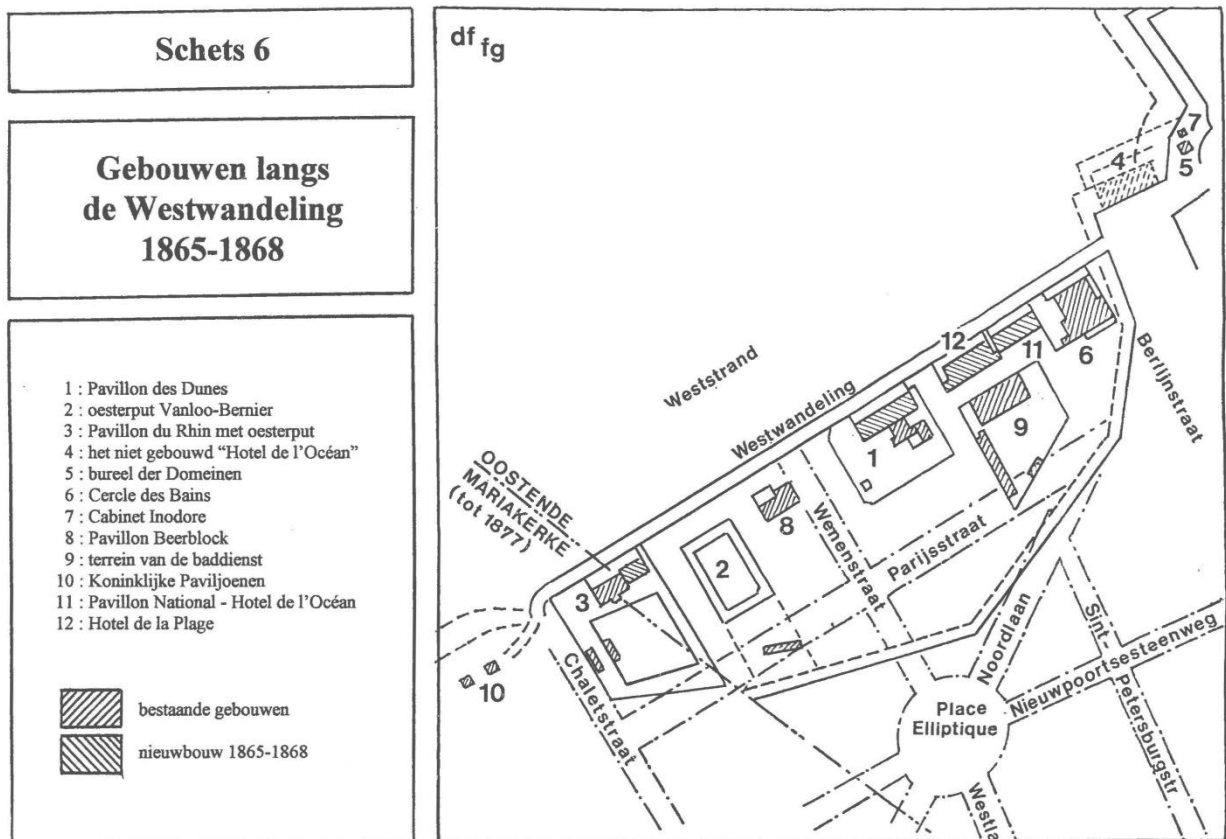 Schets 6
Gebouwen langs
de Westwandeling
1865-1868
1 : Pavillon des Dunes
2 : oesterput Vanloo-Bernier
3 : Pavillon du Rhin met oesterput
4 : het niet gebouwd “Hotel de l’Océan”
5 : bureel der Domeinen
6 : Cercle des Bains
7 : Cabinet Inodore
8 : Pavillon Beerblock
9 : terrein van de baddienst
10 : Koninklijke Paviljoenen
11 : Pavillon National - Hotel de l’Océan
12 : Hotel de la Plage
bestaande gebouwen
nieuwbouw 1865-1868
df fg
7
4
5
12
11
6
Berlijnstraat
Weststrand
Westwandeling
9
1
OOSTENDE
MARIAKERKE
(tot 1877)
8
Wenenstraat
Parijsstraat
2
3
10
Chaletstraat
Noordlaan
Sint-
Petersburgstr
Nieuwpoortsesteenweg
Place
Elliptique
Westla